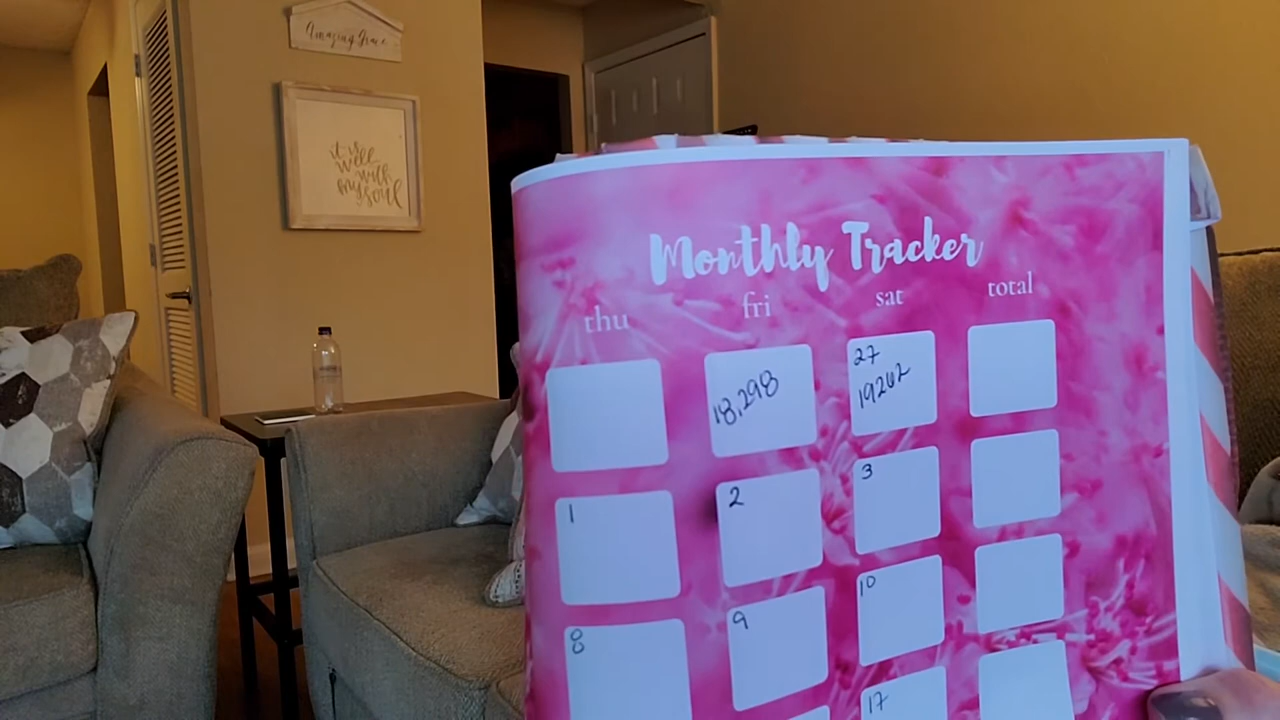 Amazing Grace
it is
well
with
my soul
Monthly Tracker
thu fri sat total
18,298
27
19262
1 2 3
8 9 10
17